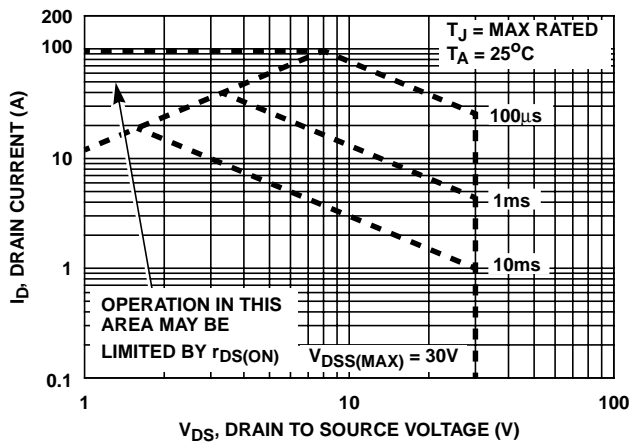 200
100
10
1
0.1
I_D, DRAIN CURRENT (A)
T_J = MAX RATED
T_A = 25°C
100µs
1ms
10ms
OPERATION IN THIS
AREA MAY BE
LIMITED BY r_DS(ON)
V_DSS(MAX) = 30V
1
10
100
V_DS, DRAIN TO SOURCE VOLTAGE (V)